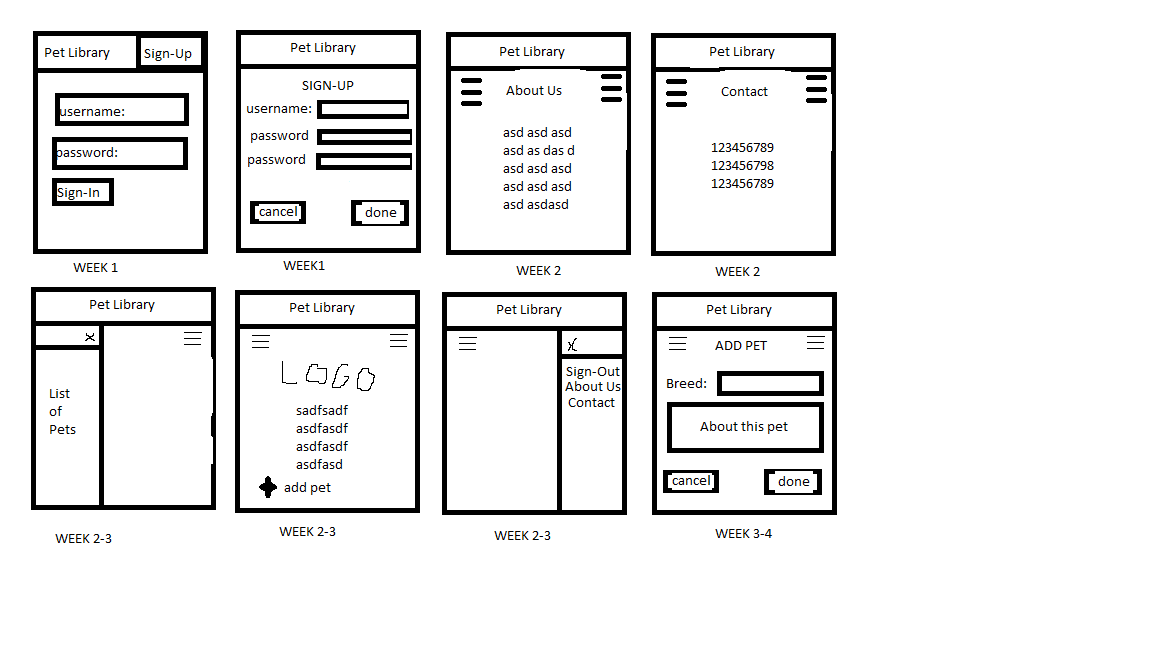 Pet Library
Sign-Up
username:
password:
Sign-In
WEEK 1
Pet Library
SIGN-UP
username:
password
password
cancel
done
WEEK1
Pet Library
About Us
asd asd asd
asd as das d
asd asd asd
asd asd asd
asd asdasd
WEEK 2
Pet Library
Contact
123456789
123456798
123456789
WEEK 2
Pet Library
X
List
of
Pets
WEEK 2-3
Pet Library
LOGO
sadfsadf
asdfasdf
asdfasdf
asdfasd
add pet
WEEK 2-3
Pet Library
X
Sign-Out
About Us
Contact
WEEK 2-3
Pet Library
ADD PET
Breed:
About this pet
cancel
done
WEEK 3-4